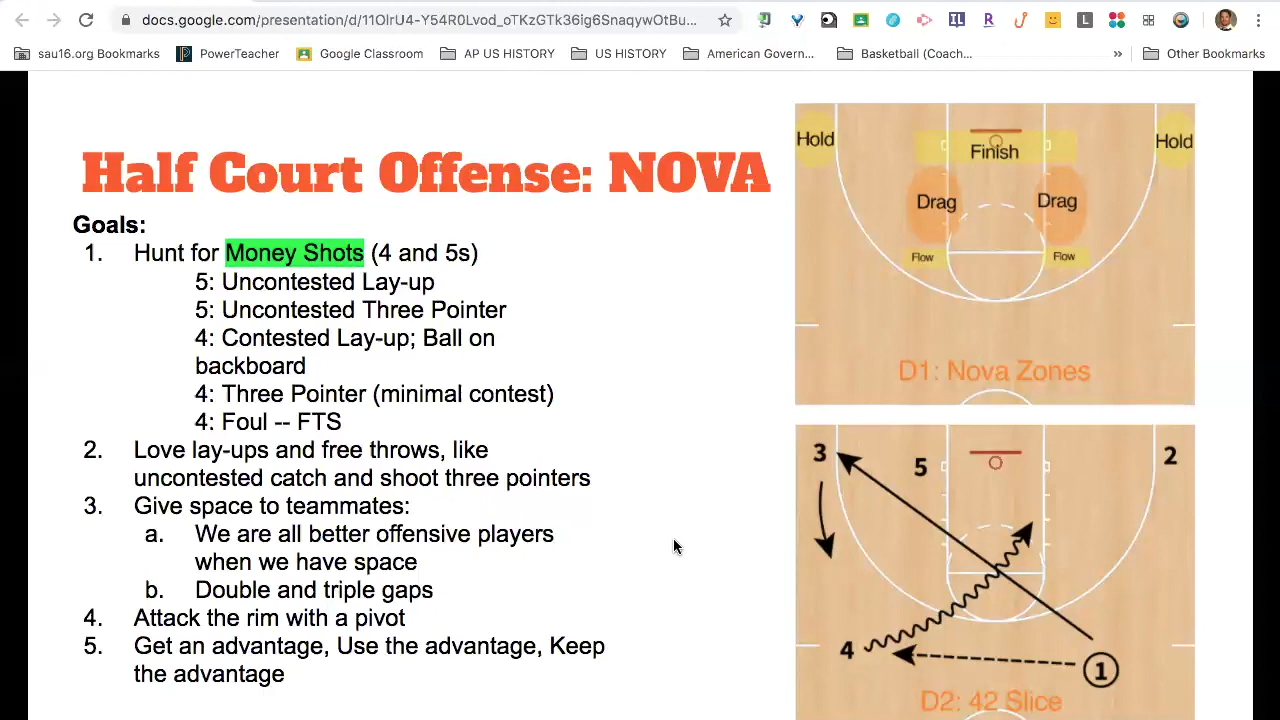 docs.google.com/presentation/d/11OlrU4-Y54R0Lvod_oTKzGTk36ig6SnaqywOtBu...
sau16.org Bookmarks PowerTeacher Google Classroom AP US HISTORY US HISTORY American Govern... Basketball (Coach... » Other Bookmarks
Half Court Offense: NOVA
Goals:
1. Hunt for Money Shots (4 and 5s)
5: Uncontested Lay-up
5: Uncontested Three Pointer
4: Contested Lay-up; Ball on
backboard
4: Three Pointer (minimal contest)
4: Foul -- FTS
2. Love lay-ups and free throws, like
uncontested catch and shoot three pointers
3. Give space to teammates:
a. We are all better offensive players
when we have space
b. Double and triple gaps
4. Attack the rim with a pivot
5. Get an advantage, Use the advantage, Keep
the advantage
Hold Hold
Finish
Drag Drag
Flow Flow
D1: Nova Zones
3 5 2
4 1
D2: 42 Slice